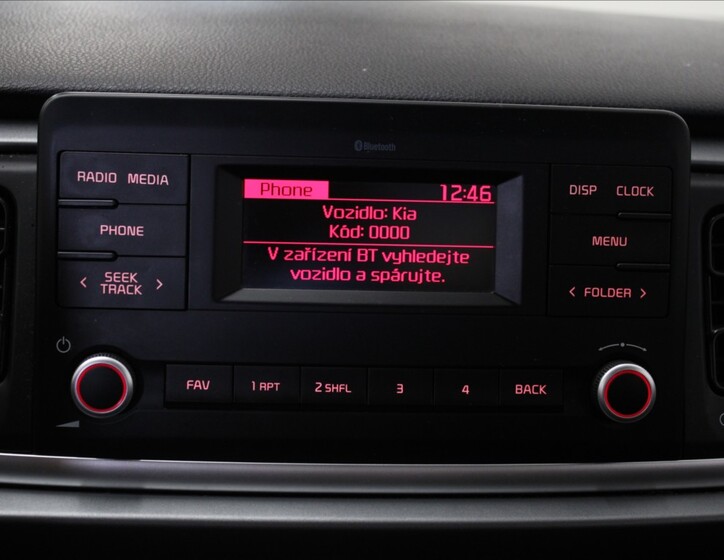 Bluetooth
RADIO MEDIA
PHONE
< SEEK TRACK >
Phone 12:46
Vozidlo: Kia
Kód: 0000
V zařízení BT vyhledejte
vozidlo a spárujte.
DISP CLOCK
MENU
< FOLDER >
FAV 1 RPT 2 SHFL 3 4 BACK